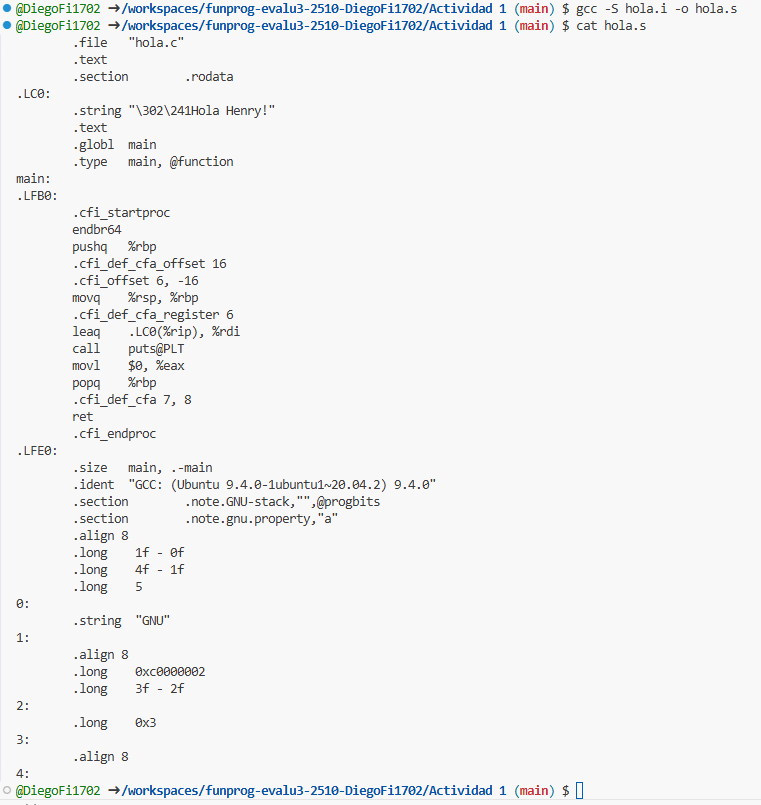 @DiegoFi1702 ➜/workspaces/funprog-evalu3-2510-DiegoFi1702/Actividad 1 (main) $ gcc -S hola.i -o hola.s
@DiegoFi1702 ➜/workspaces/funprog-evalu3-2510-DiegoFi1702/Actividad 1 (main) $ cat hola.s
.file "hola.c"
.text
.section .rodata
.LC0:
.string "\302\241Hola Henry!"
.text
.globl main
.type main, @function
main:
.LFB0:
.cfi_startproc
endbr64
pushq %rbp
.cfi_def_cfa_offset 16
.cfi_offset 6, -16
movq %rsp, %rbp
.cfi_def_cfa_register 6
leaq .LC0(%rip), %rdi
call puts@PLT
movl $0, %eax
popq %rbp
.cfi_def_cfa 7, 8
ret
.cfi_endproc
.LFE0:
.size main, .-main
.ident "GCC: (Ubuntu 9.4.0-1ubuntu1~20.04.2) 9.4.0"
.section .note.GNU-stack,"",@progbits
.section .note.gnu.property,"a"
.align 8
.long 1f - 0f
.long 4f - 1f
.long 5
0:
.string "GNU"
1:
.align 8
.long 0xc0000002
.long 3f - 2f
2:
.long 0x3
3:
.align 8
4:
@DiegoFi1702 ➜/workspaces/funprog-evalu3-2510-DiegoFi1702/Actividad 1 (main) $